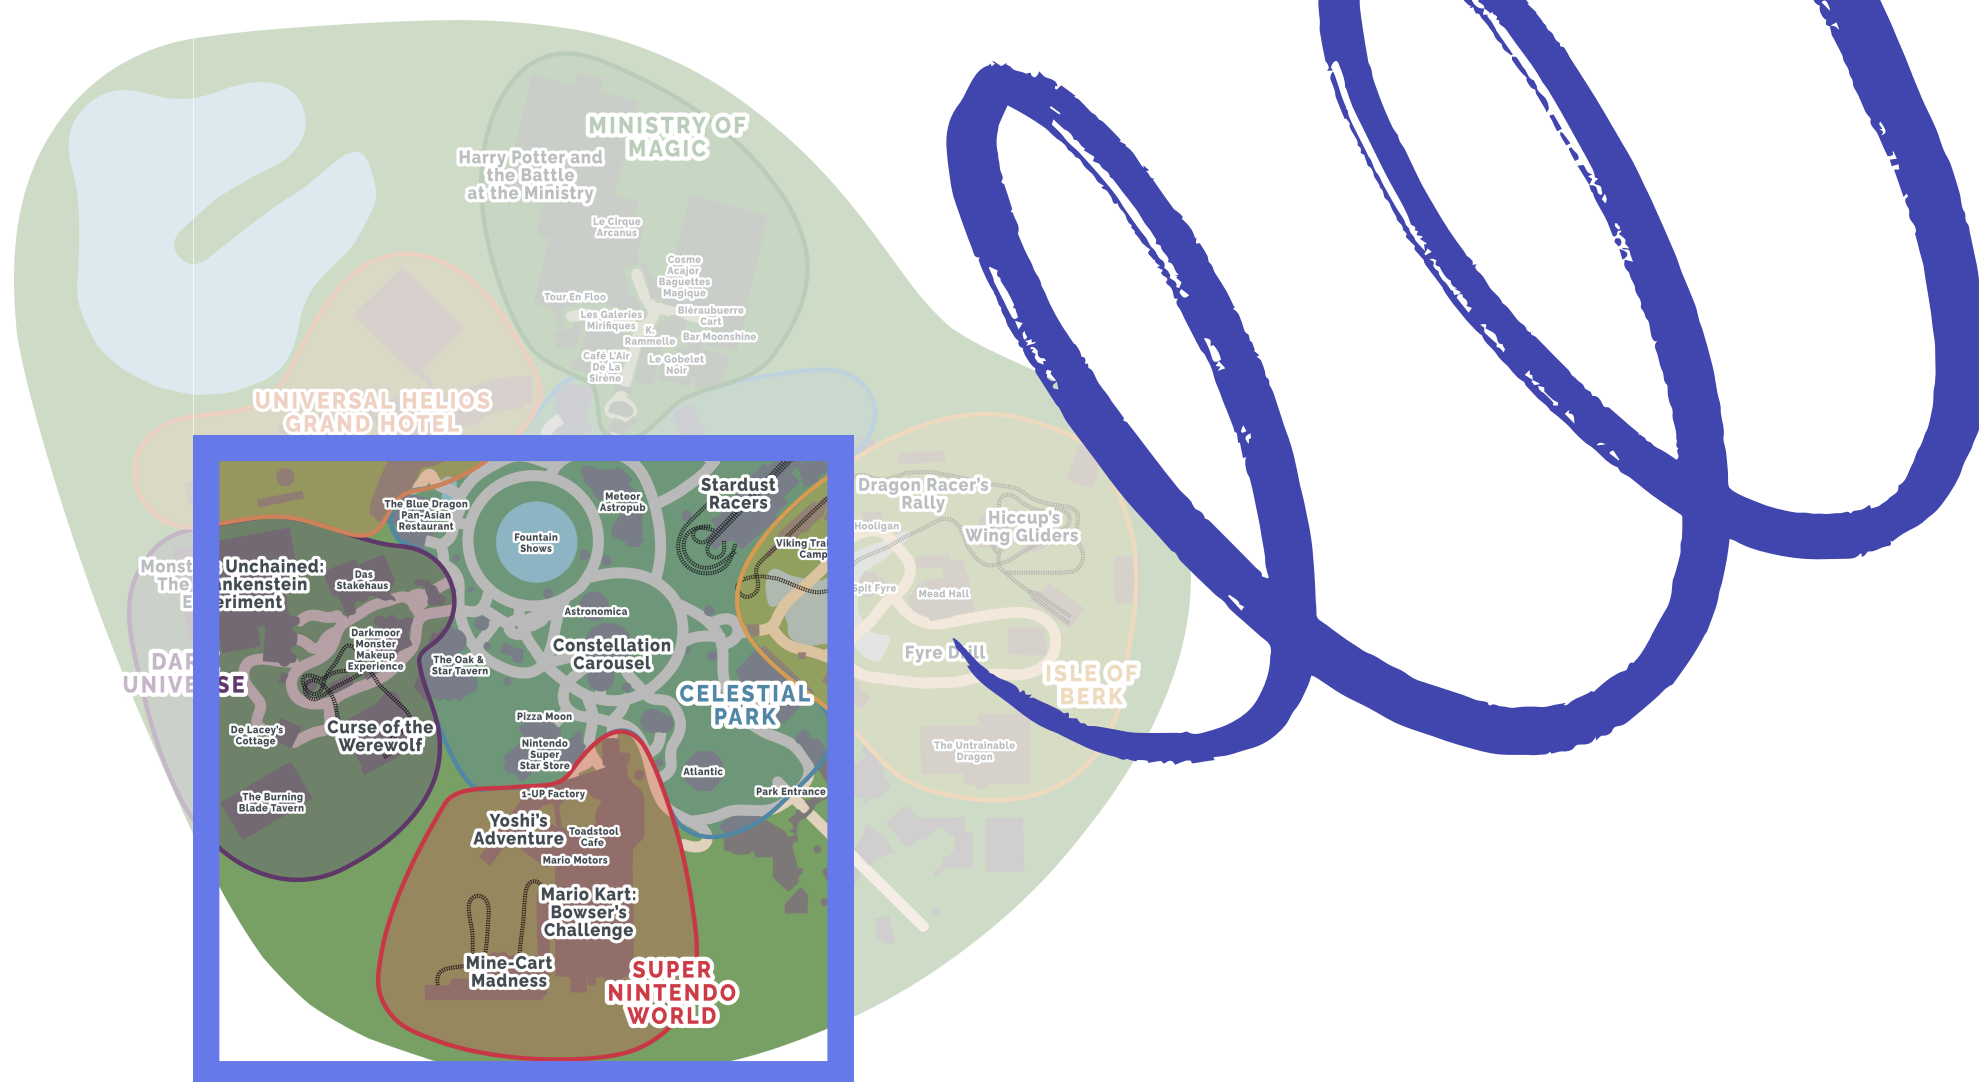 MINISTRY OF
MAGIC
Harry Potter and
the Battle
at the Ministry
Le Cirque
Arcanus
Cosme
Acajor
Baguettes
Magique
Tour En Floo
Les Galeries
Mirifiques
Bièraubuerre
Cart
K.
Rammelle
Bar Moonshine
Café L'Air
De La
Sirène
Le Gobelet
Noir
UNIVERSAL HELIOS
GRAND HOTEL
The Blue Dragon
Pan-Asian
Restaurant
Meteor
Astropub
Stardust
Racers
Fountain
Shows
Dragon Racer's
Rally
Hooligan
Hiccup's
Wing Gliders
Viking Trai
Camp
Spit Fyre
Mead Hall
Fyre Drill
ISLE OF
BERK
The Untrainable
Dragon
Monst s Unchained:
The ankenstein
E eriment
Das
Stakehaus
Darkmoor
Monster
Makeup
Experience
DAR
UNIVERSE
De Lacey's
Cottage
Curse of the
Werewolf
The Burning
Blade Tavern
Astronomica
Constellation
Carousel
The Oak &
Star Tavern
CELESTIAL
PARK
Pizza Moon
Nintendo
Super
Star Store
Atlantic
Park Entrance
1-UP Factory
Yoshi's
Adventure
Toadstool
Cafe
Mario Motors
Mario Kart:
Bowser's
Challenge
Mine-Cart
Madness
SUPER
NINTENDO
WORLD